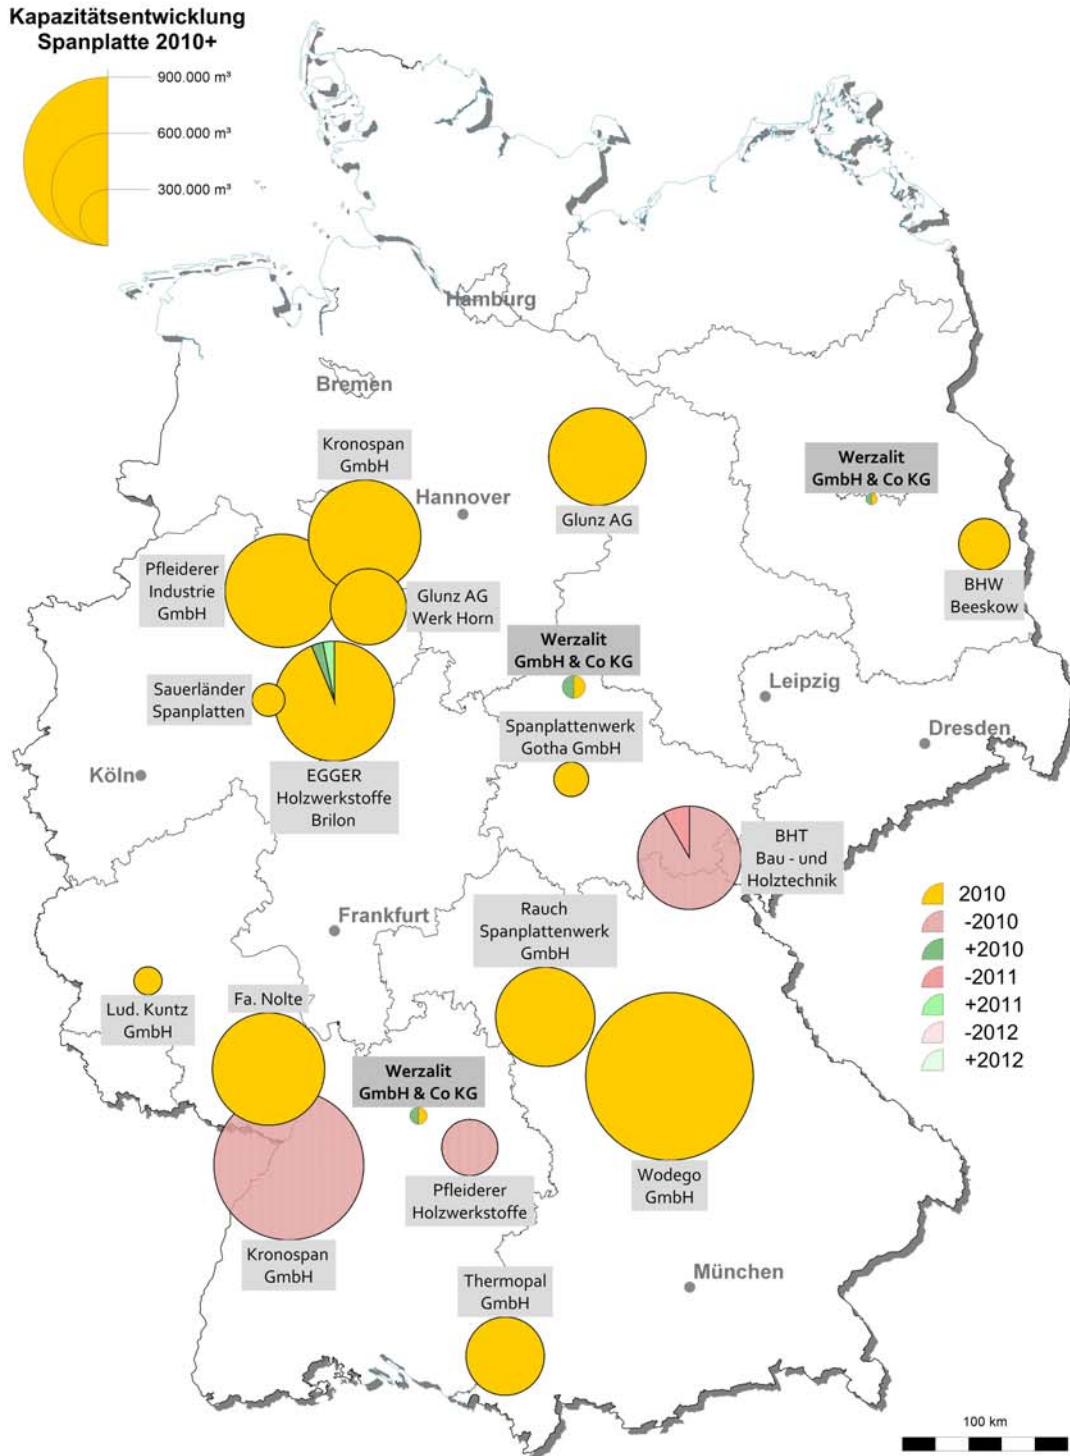 Kapazitätsentwicklung
Spanplatte 2010+
900.000 m³
600.000 m³
300.000 m³
Hamburg
Bremen
Kronospan
GmbH
Hannover
Glunz AG
Werzalit
GmbH & Co KG
BHW
Beeskow
Pfleiderer
Industrie
GmbH
Glunz AG
Werk Horn
Werzalit
GmbH & Co KG
Sauerländer
Spanplatten
Leipzig
Spanplattenwerk
Gotha GmbH
Dresden
Köln
EGGER
Holzwerkstoffe
Brilon
BHT
Bau - und
Holztechnik
Frankfurt
Rauch
Spanplattenwerk
GmbH
2010
-2010
+2010
-2011
+2011
-2012
+2012
Lud. Kuntz
GmbH
Fa. Nolte
Werzalit
GmbH & Co KG
Pfleiderer
Holzwerkstoffe
Wodego
GmbH
Kronospan
GmbH
Thermopal
GmbH
München
100 km